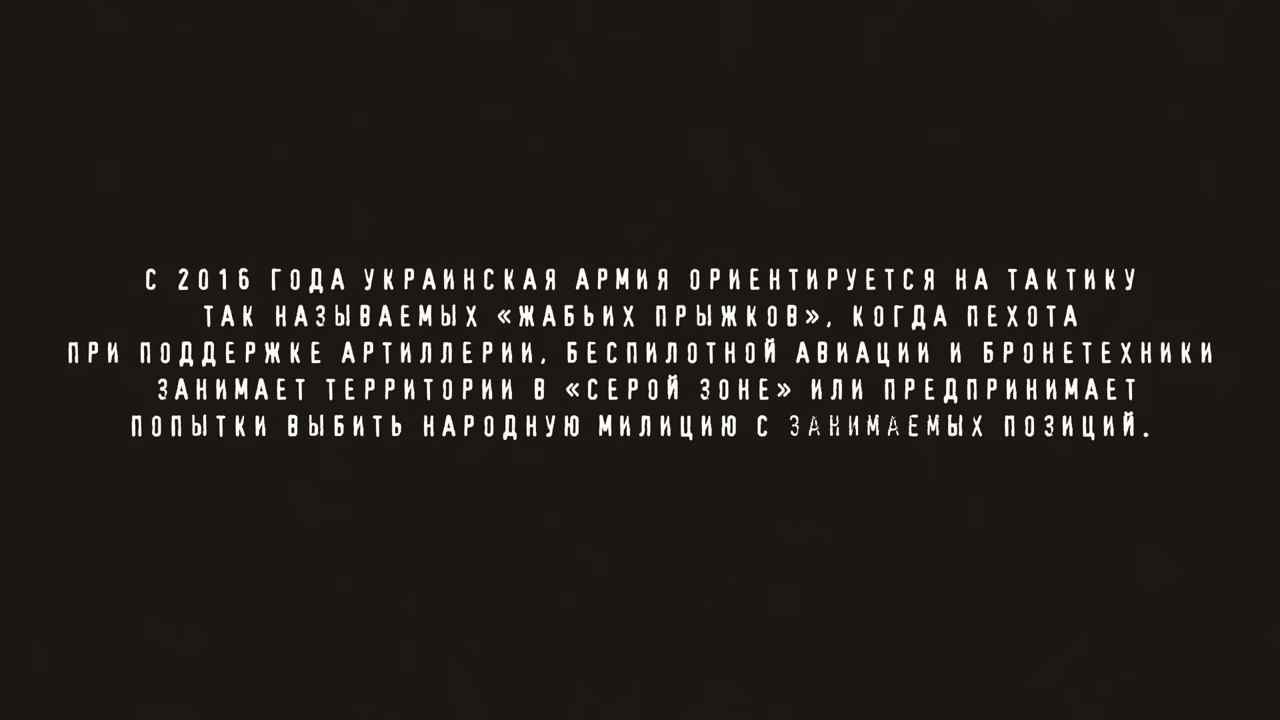 С 2016 ГОДА УКРАИНСКАЯ АРМИЯ ОРИЕНТИРУЕТСЯ НА ТАКТИКУ
ТАК НАЗЫВАЕМЫХ «ЖАБЬИХ ПРЫЖКОВ», КОГДА ПЕХОТА
ПРИ ПОДДЕРЖКЕ АРТИЛЛЕРИИ, БЕСПИЛОТНОЙ АВИАЦИИ И БРОНЕТЕХНИКИ
ЗАНИМАЕТ ТЕРРИТОРИИ В «СЕРОЙ ЗОНЕ» ИЛИ ПРЕДПРИНИМАЕТ
ПОПЫТКИ ВЫБИТЬ НАРОДНУЮ МИЛИЦИЮ С ЗАНИМАЕМЫХ ПОЗИЦИЙ.